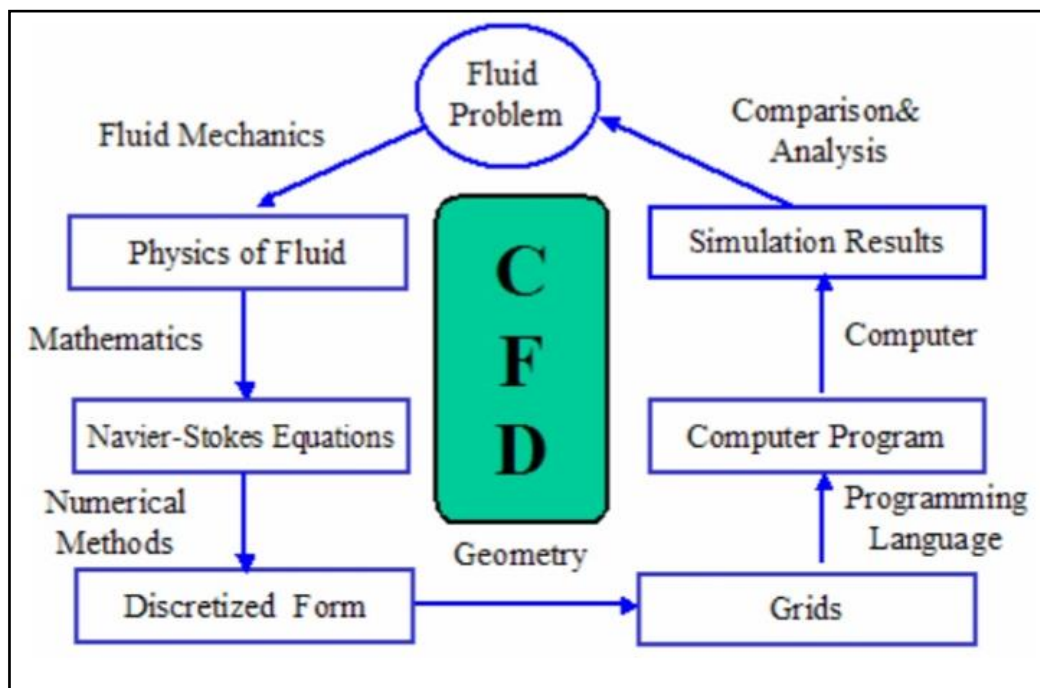 Fluid
Problem
Fluid Mechanics
Comparison&
Analysis
Physics of Fluid
Simulation Results
C
F
D
Mathematics
Computer
Navier-Stokes Equations
Computer Program
Numerical
Methods
Programming
Language
Geometry
Discretized Form
Grids